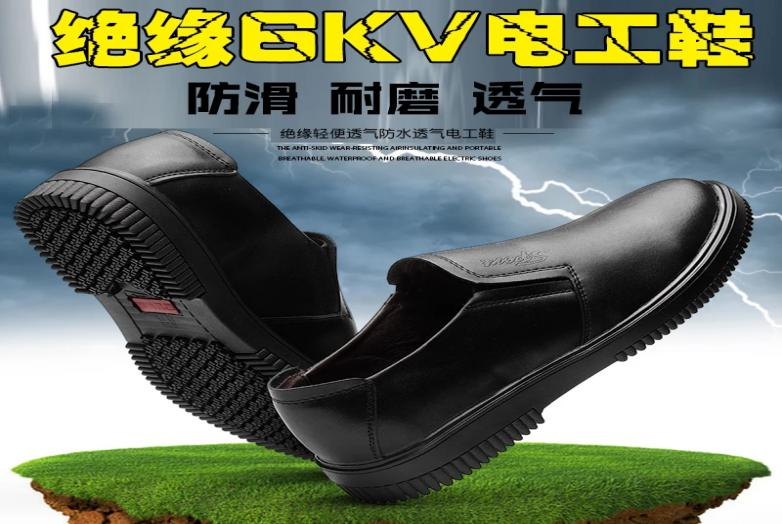 绝缘6KV电工鞋
防滑 耐磨 透气
绝缘轻便透气防水透气电工鞋
THE ANTI-SKID WEAR-RESISTING AIRINSULATING AND PORTABLE
BREATHABLE, WATERPROOF AND BREATHABLE ELECTRIC SHOES